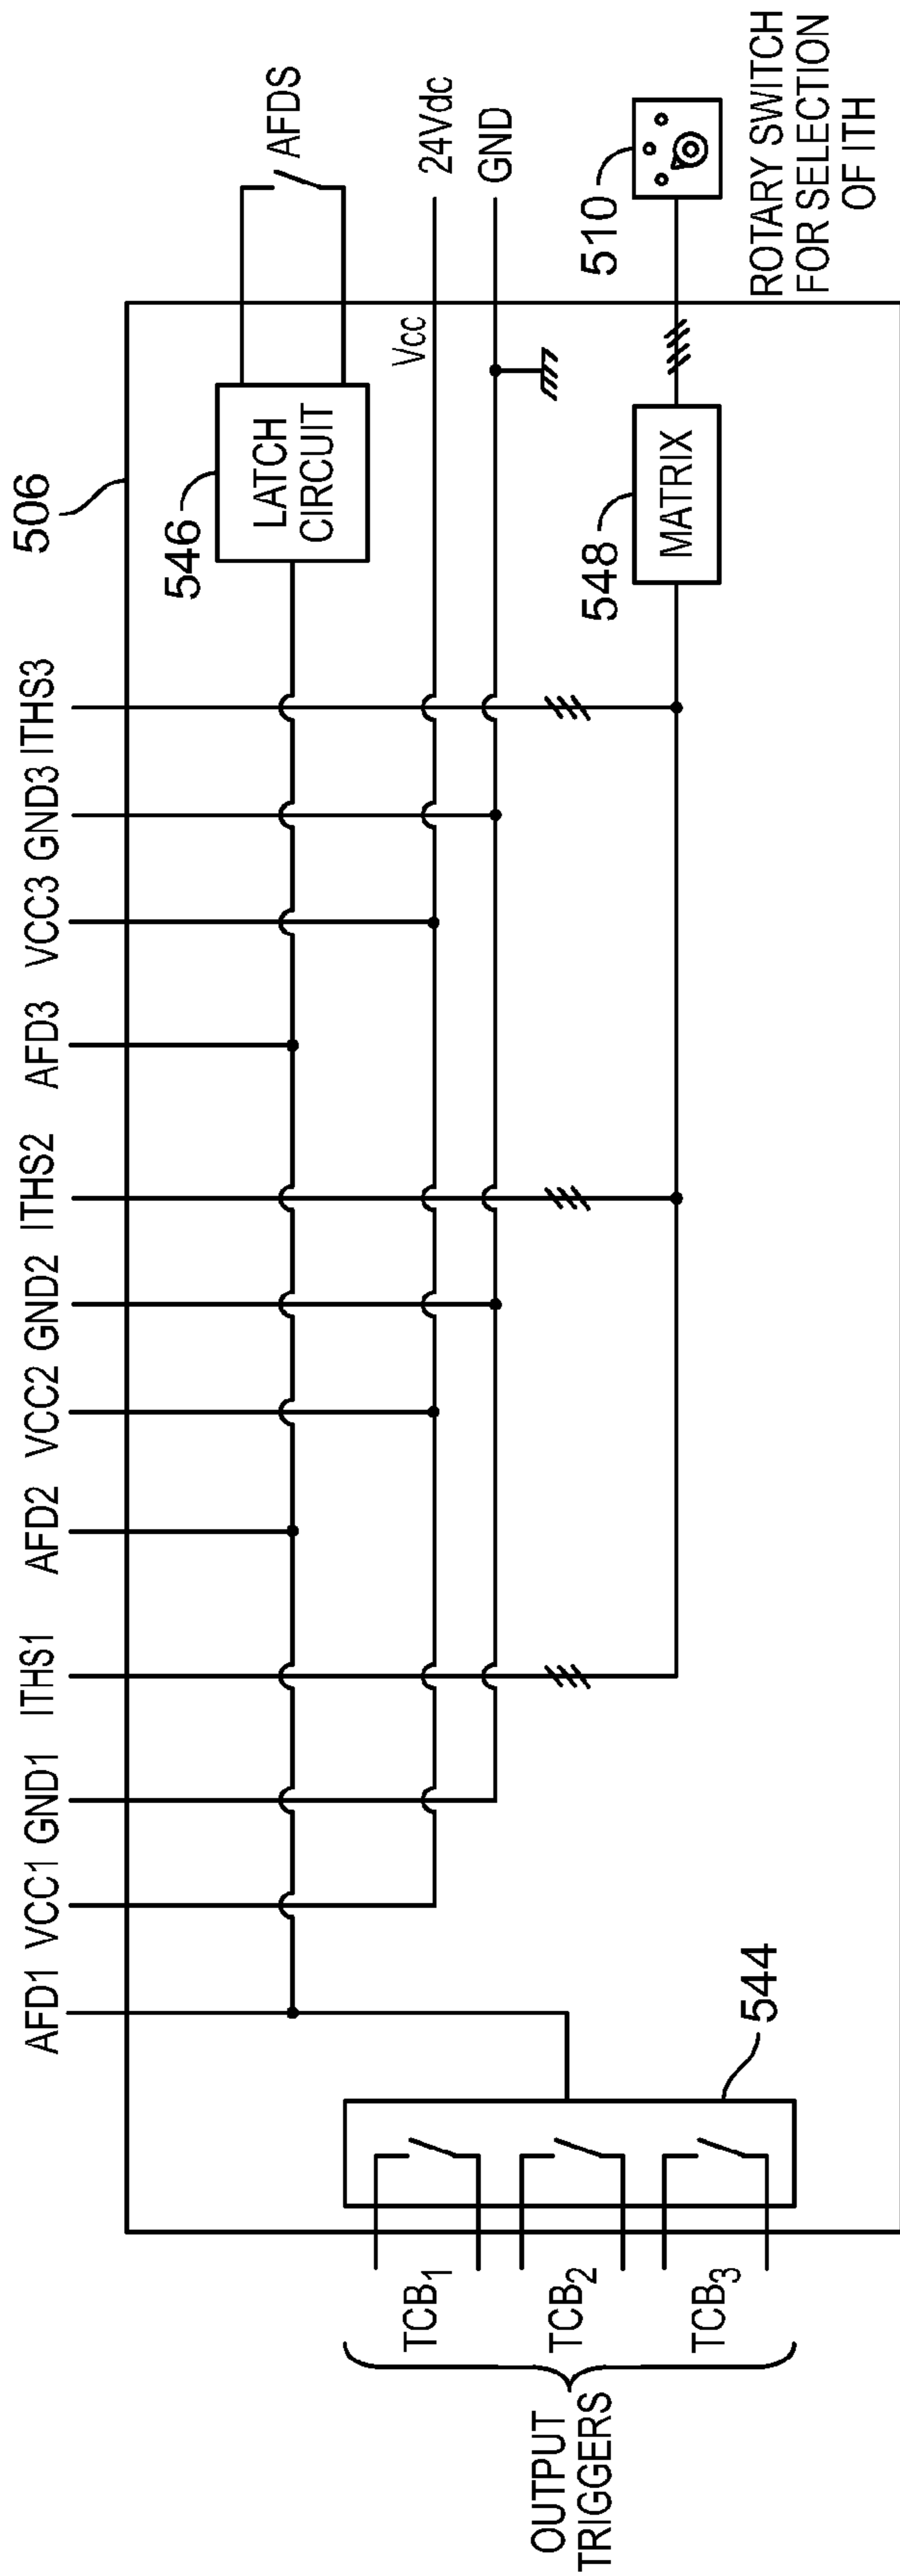 AFD1 VCC1 GND1 ITHS1 AFD2 VCC2 GND2 ITHS2 AFD3 VCC3 GND3 ITHS3
506
546
LATCH
CIRCUIT
AFDS
Vcc
24Vdc
GND
548
MATRIX
510
ROTARY SWITCH
FOR SELECTION
OF ITH
544
TCB1
TCB2
TCB3
OUTPUT
TRIGGERS